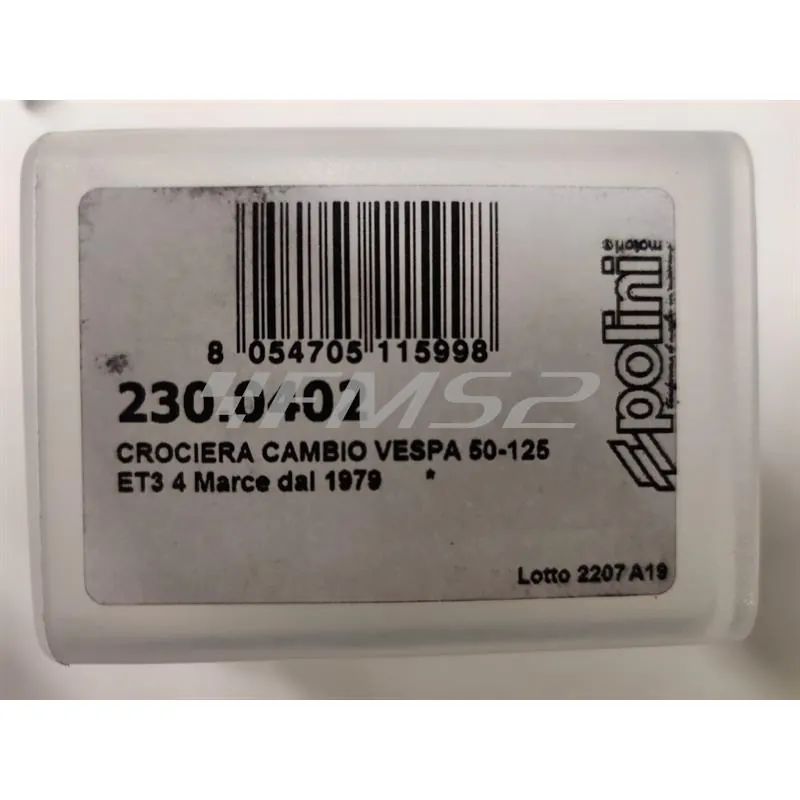 8 054705 115998
230.0402
4FMS2
CROCIERA CAMBIO VESPA 50-125
ET3 4 Marce dal 1979 *
Lotto 2207 A19
polini
motori